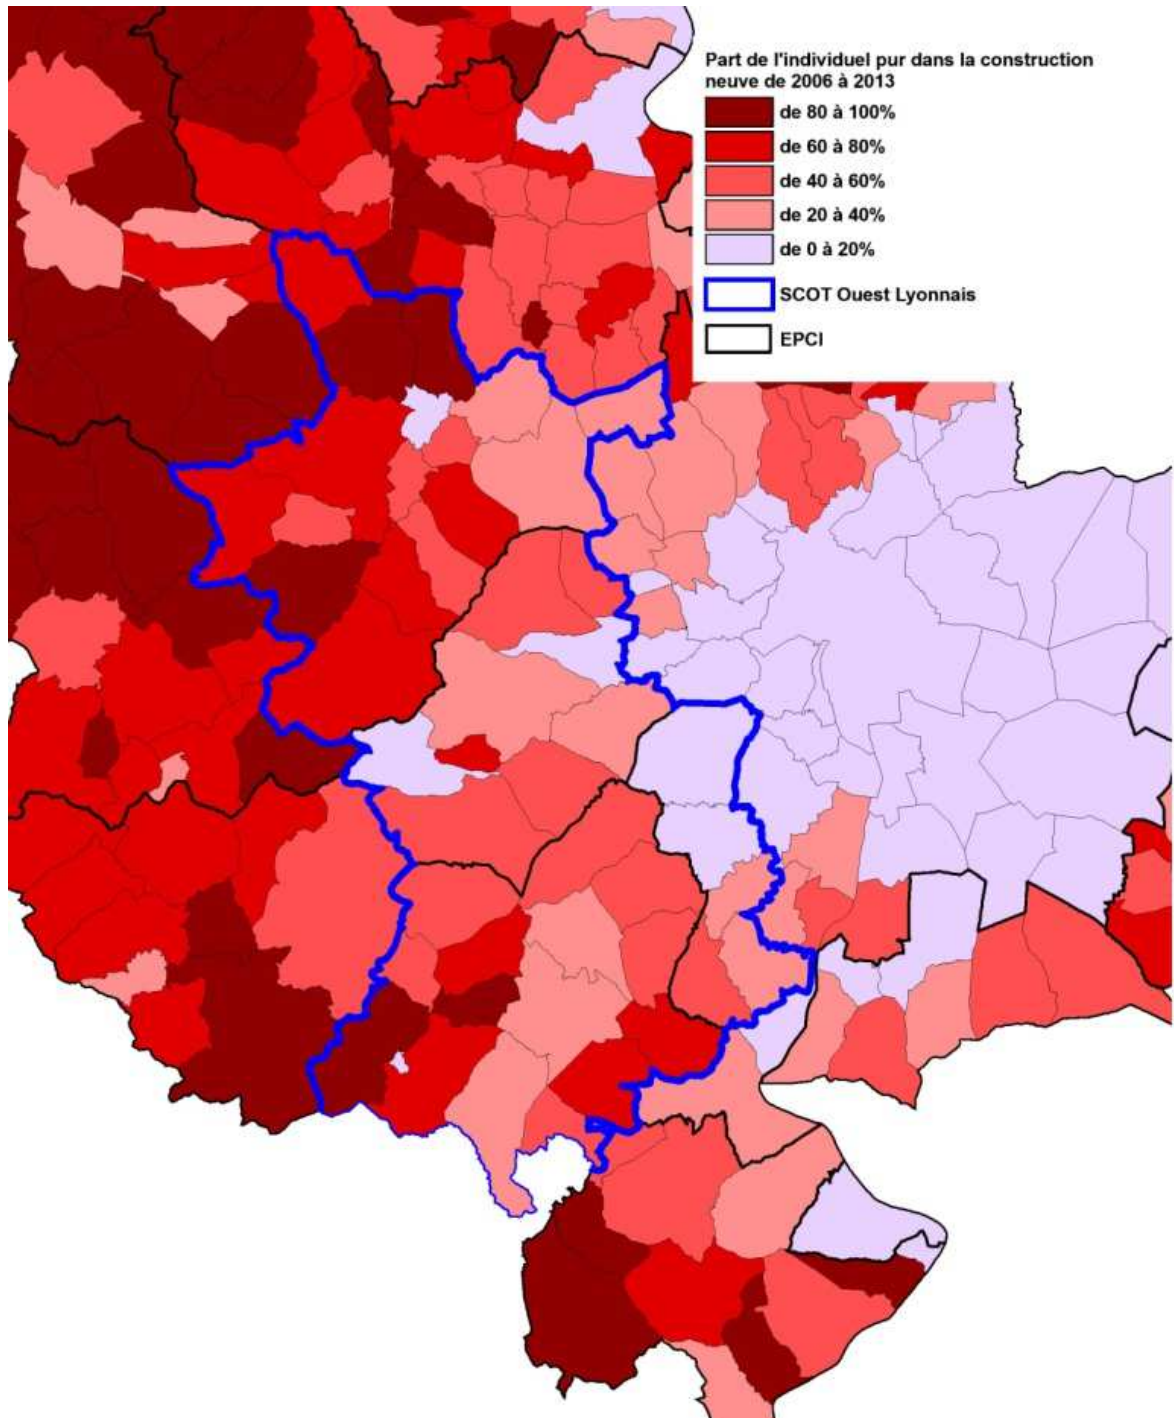 Part de l'individuel pur dans la construction
neuve de 2006 à 2013
de 80 à 100%
de 60 à 80%
de 40 à 60%
de 20 à 40%
de 0 à 20%
SCOT Ouest Lyonnais
EPCI